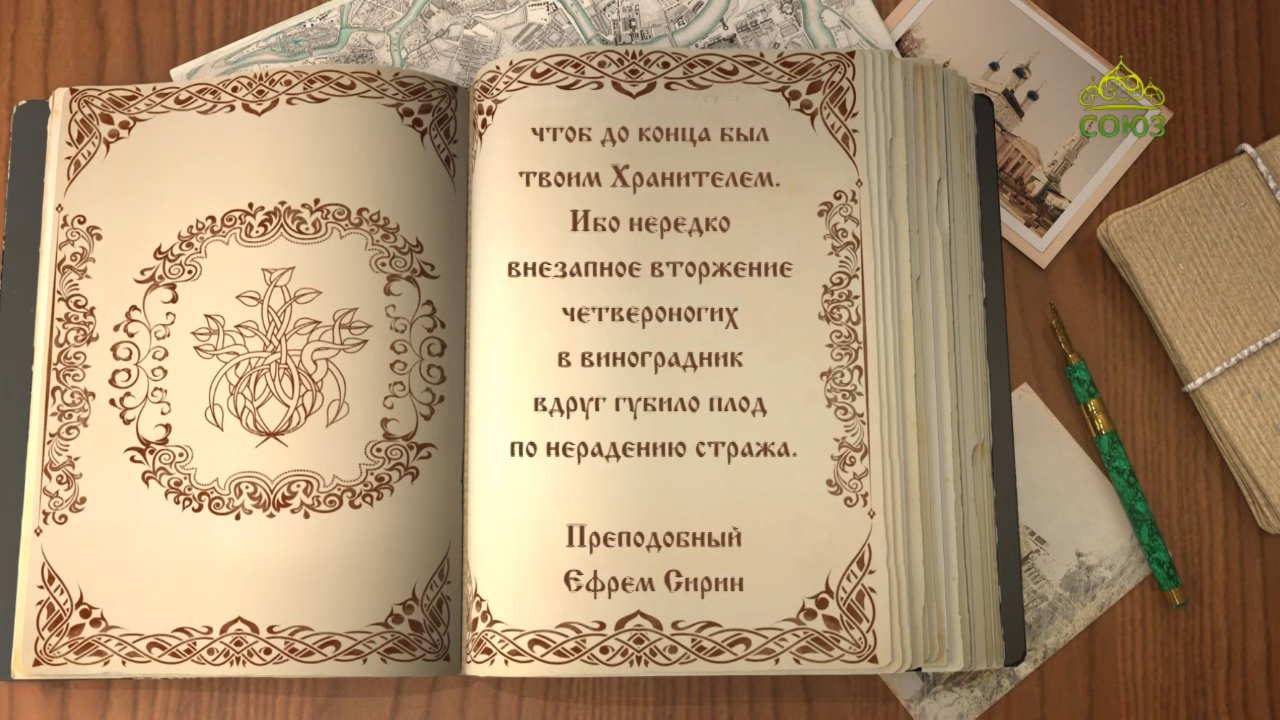 чтоб до конца был
твоим Хранителем.
Ибо нередко
внезапное вторжение
четвероногих
в виноградник
вдруг губило плод
по нерадению стража.
Преподобный
Ефрем Сирин
СОЮЗ